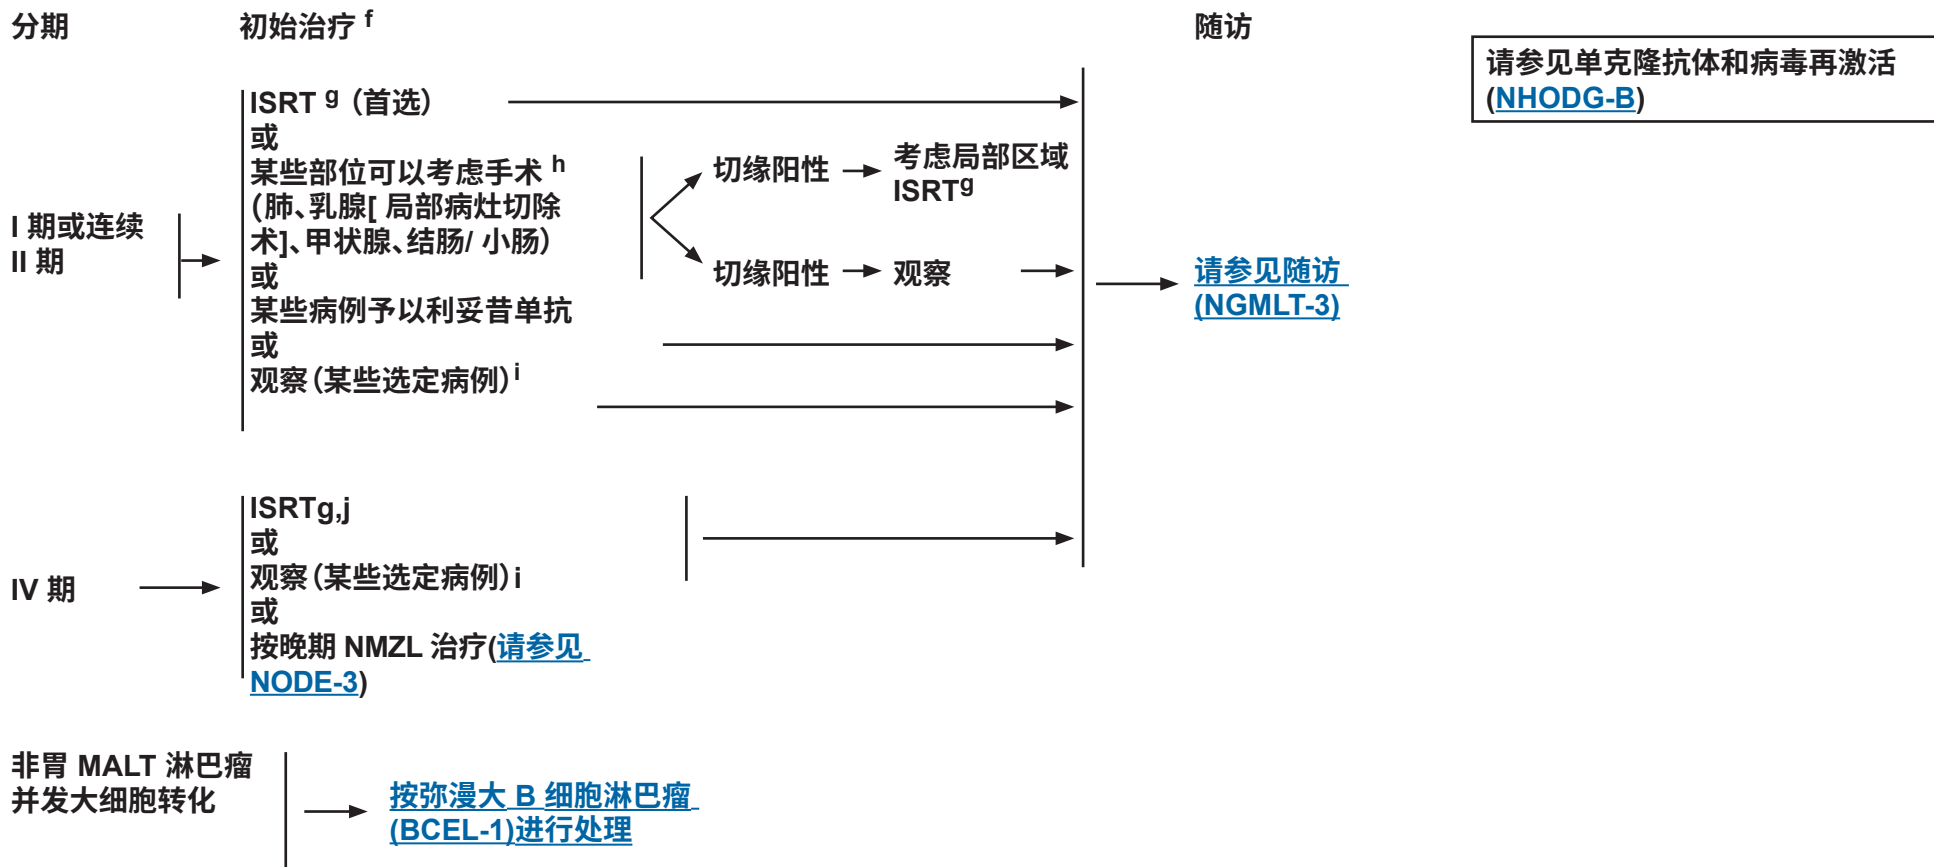 分期
初始治疗 f
随访
请参见单克隆抗体和病毒再激活
(NHODG-B)
I 期或连续
II 期
ISRT g（首选）
或
某些部位可以考虑手术 h
（肺、乳腺[ 局部病灶切除
术]、甲状腺、结肠/ 小肠）
或
某些病例予以利妥昔单抗
或
观察（某些选定病例）i
切缘阳性
考虑局部区域
ISRTg
切缘阳性
观察
请参见随访
(NGMLT-3)
IV 期
ISRTg,j
或
观察（某些选定病例）i
或
按晚期 NMZL 治疗(请参见
NODE-3)
非胃 MALT 淋巴瘤
并发大细胞转化
按弥漫大 B 细胞淋巴瘤
(BCEL-1)进行处理